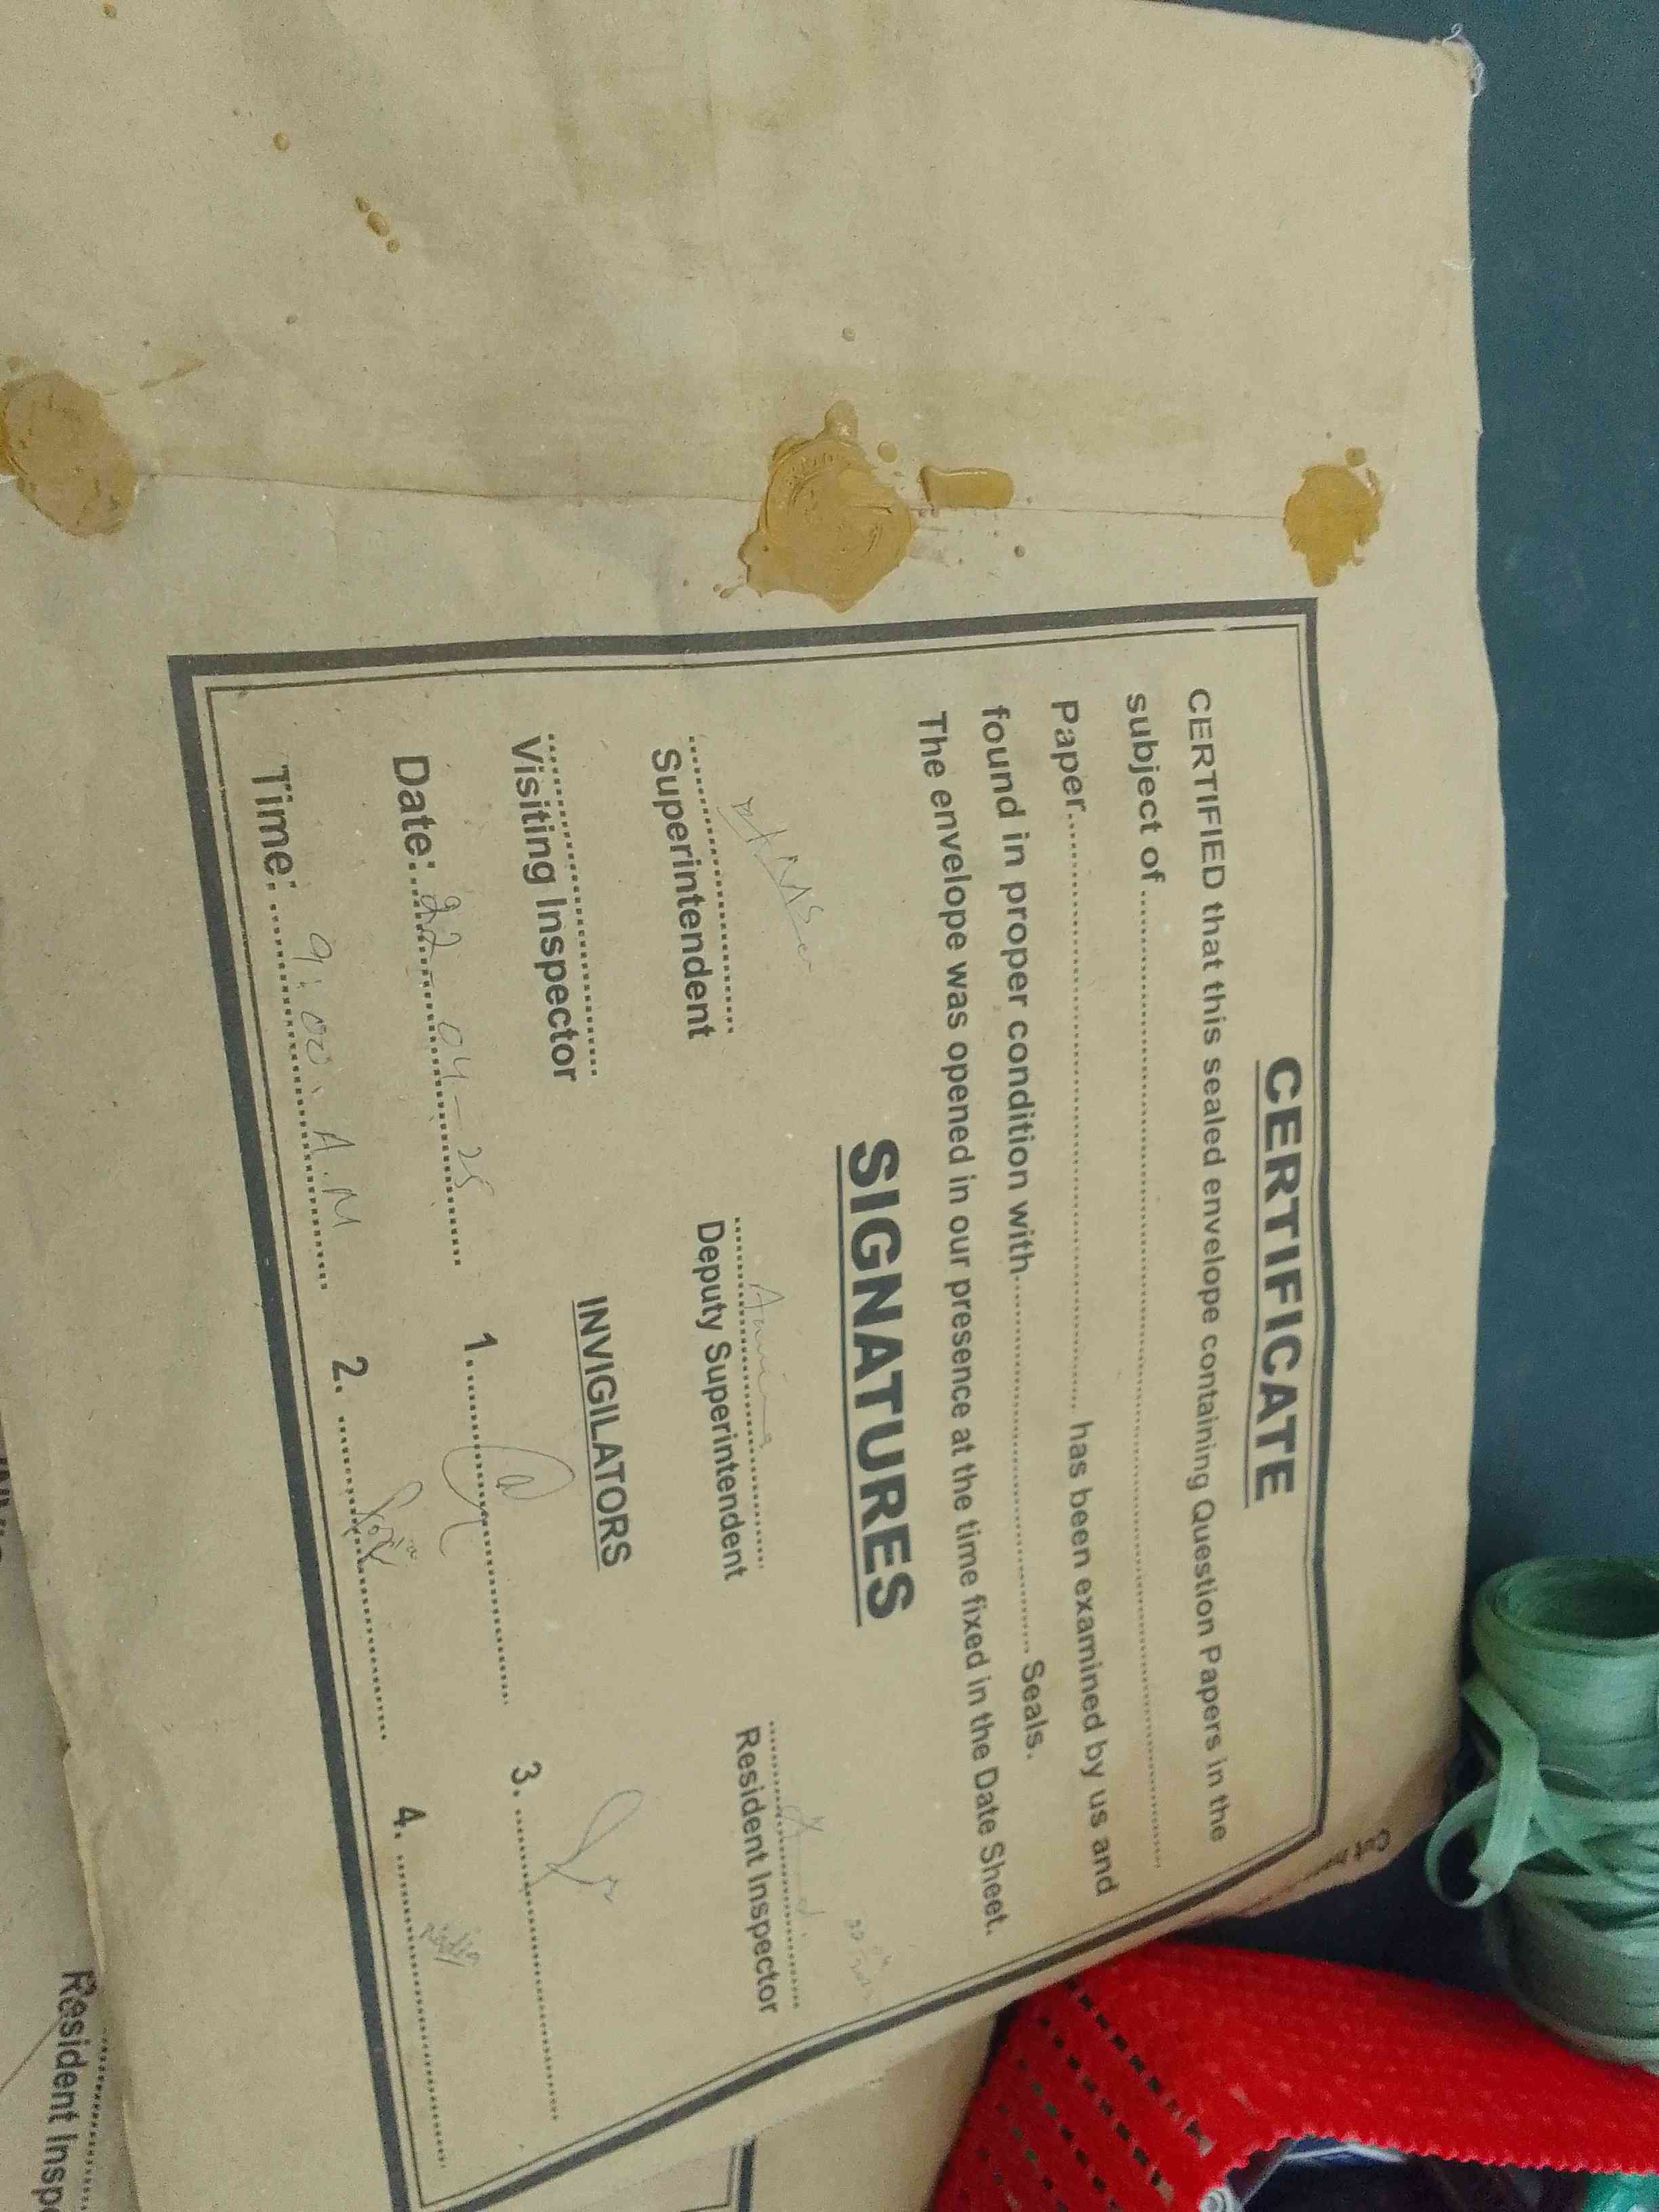 CERTIFICATE
CERTIFIED that this sealed envelope containing Question Papers in the
subject of ........................................
Paper........................................ has been examined by us and
found in proper condition with........................................ Seals.
The envelope was opened in our presence at the time fixed in the Date Sheet.
SIGNATURES
Superintendent
Deputy Superintendent
Resident Inspector
Visiting Inspector
INVIGILATORS
Date: 22-04-25
1.
3.
Time: 9:00 A.M
2. Sofia
4.
Resident Insp